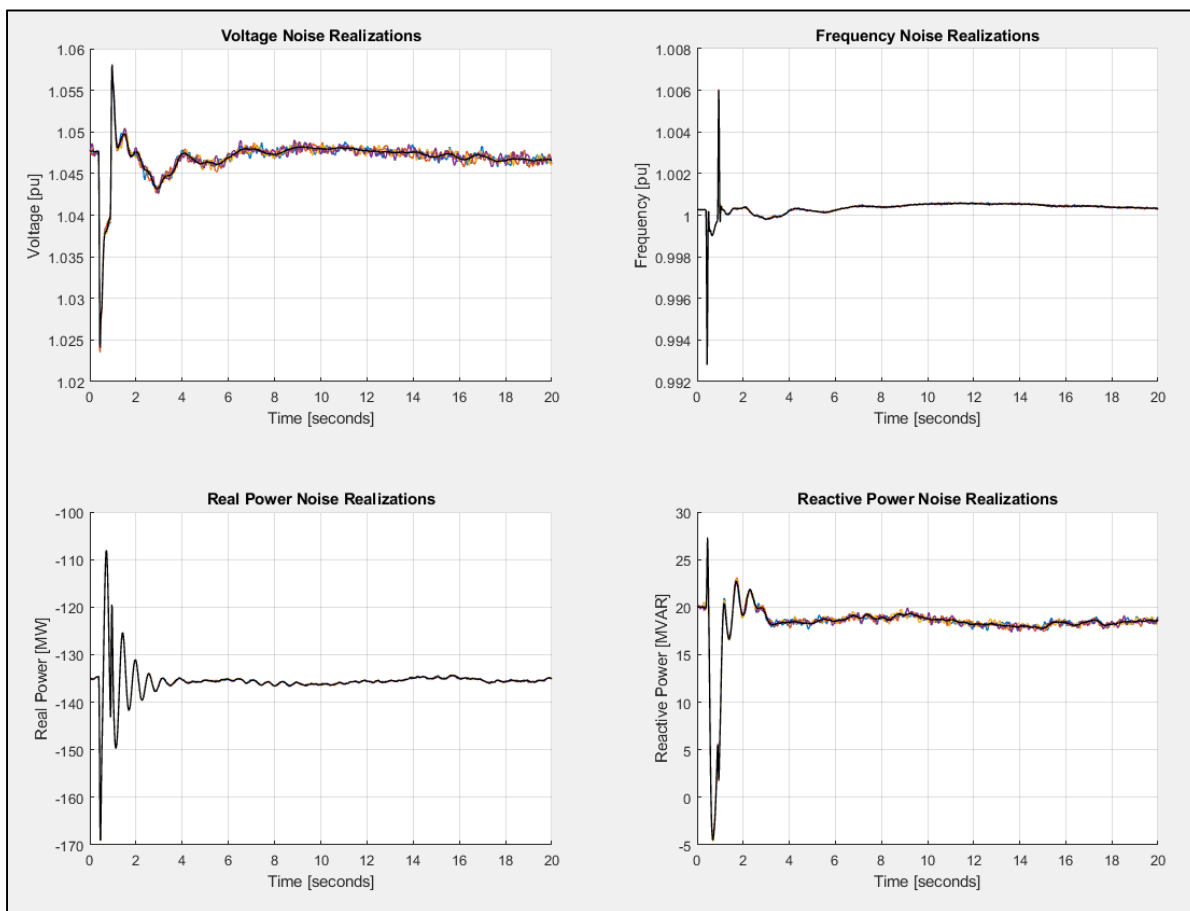 Voltage Noise Realizations
1.06
1.055
1.05
1.045
1.04
1.035
1.03
1.025
1.02
Voltage [pu]
0 2 4 6 8 10 12 14 16 18 20
Time [seconds]
Frequency Noise Realizations
1.008
1.006
1.004
1.002
1
0.998
0.996
0.994
0.992
Frequency [pu]
0 2 4 6 8 10 12 14 16 18 20
Time [seconds]
Real Power Noise Realizations
-100
-110
-120
-130
-140
-150
-160
-170
Real Power [MW]
0 2 4 6 8 10 12 14 16 18 20
Time [seconds]
Reactive Power Noise Realizations
30
25
20
15
10
5
0
-5
Reactive Power [MVAR]
0 2 4 6 8 10 12 14 16 18 20
Time [seconds]